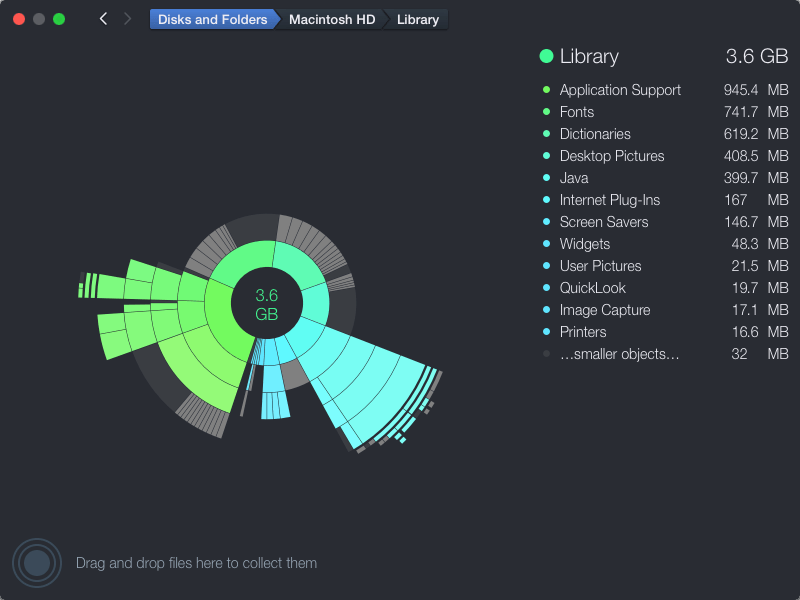 Disks and Folders Macintosh HD Library
Library 3.6 GB
Application Support 945.4 MB
Fonts 741.7 MB
Dictionaries 619.2 MB
Desktop Pictures 408.5 MB
Java 399.7 MB
Internet Plug-Ins 167 MB
Screen Savers 146.7 MB
Widgets 48.3 MB
User Pictures 21.5 MB
QuickLook 19.7 MB
Image Capture 17.1 MB
Printers 16.6 MB
...smaller objects... 32 MB
3.6
GB
Drag and drop files here to collect them